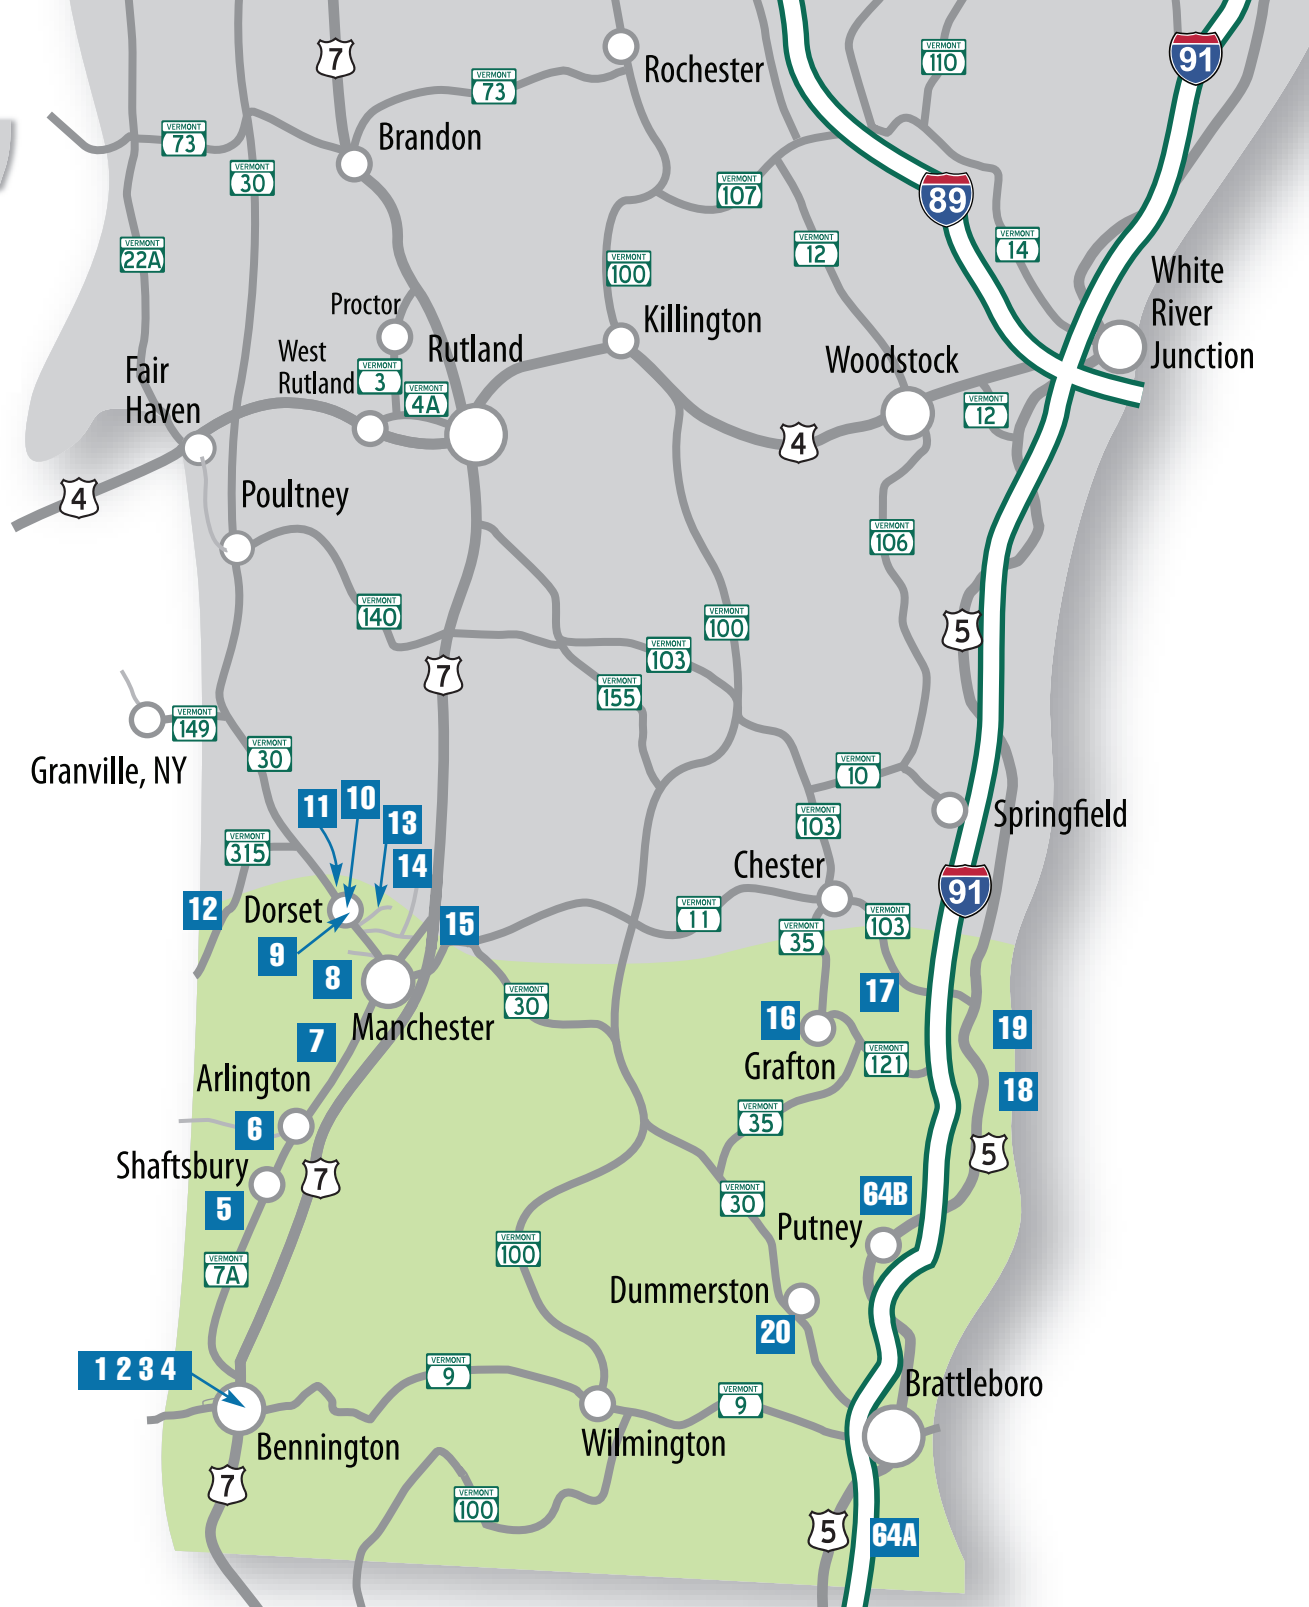 7
Rochester
VERMONT
110
91
VERMONT
73
Brandon
VERMONT
73
VERMONT
30
VERMONT
107
89
VERMONT
22A
VERMONT
100
VERMONT
12
VERMONT
14
White
River
Junction
Proctor
Killington
West
Rutland
VERMONT
3
Rutland
Woodstock
Fair
Haven
VERMONT
4A
VERMONT
12
4
4
Poultney
VERMONT
106
VERMONT
140
VERMONT
100
5
VERMONT
103
7
VERMONT
155
VERMONT
149
Granville, NY
VERMONT
30
VERMONT
10
11
10
13
VERMONT
103
Springfield
VERMONT
315
14
Chester
91
12
Dorset
15
VERMONT
11
VERMONT
35
VERMONT
103
9
8
VERMONT
30
17
16
7
Manchester
19
Grafton
VERMONT
121
Arlington
18
6
VERMONT
35
5
Shaftsbury
7
5
VERMONT
30
64B
Putney
VERMONT
100
VERMONT
7A
Dummerston
20
1 2 3 4
VERMONT
9
VERMONT
9
Brattleboro
Bennington
Wilmington
7
VERMONT
100
5
64A